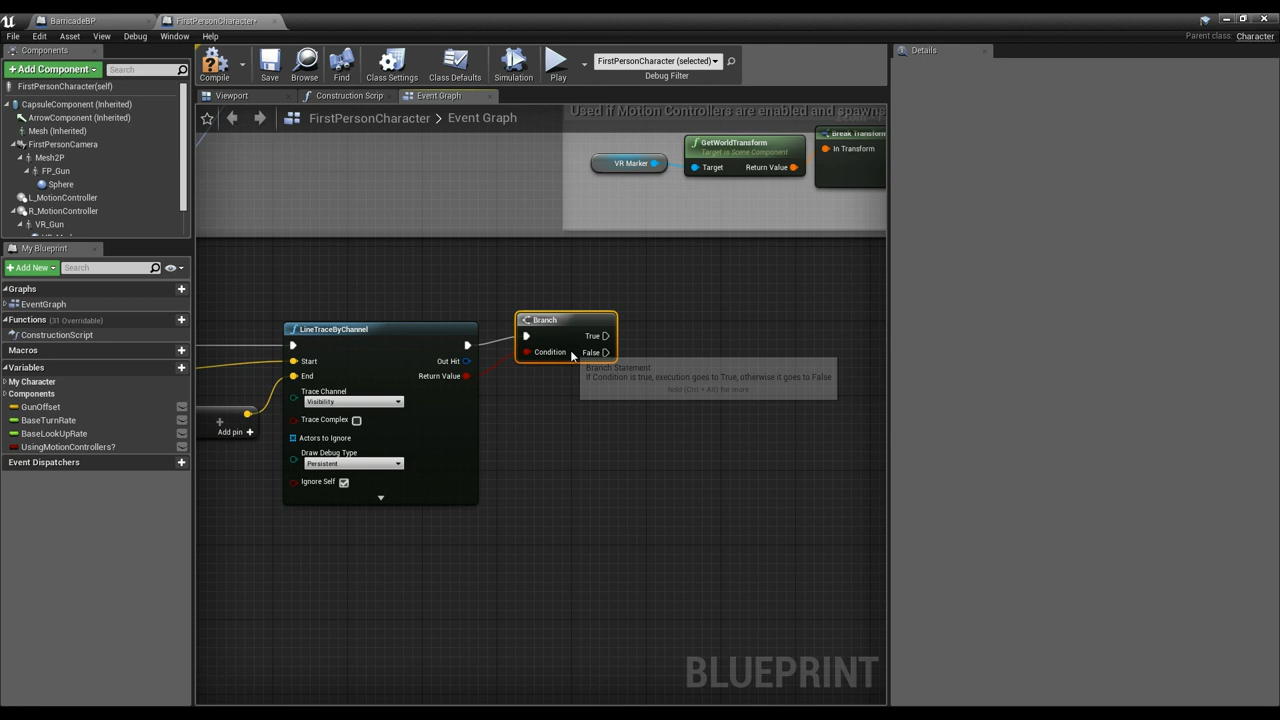 BarricadeBP
FirstPersonCharacter*
File Edit Asset View Debug Window Help
Parent class: Character
Components
+Add Component Search
FirstPersonCharacter(self)
CapsuleComponent (Inherited)
ArrowComponent (Inherited)
Mesh (Inherited)
FirstPersonCamera
Mesh2P
FP_Gun
Sphere
L_MotionController
R_MotionController
VR_Gun
My Blueprint
+Add New Search
Graphs
EventGraph
Functions (31 Overridable)
ConstructionScript
Macros
Variables
My Character
Components
GunOffset
BaseTurnRate
BaseLookUpRate
UsingMotionControllers?
Event Dispatchers
Compile Save Browse Find Class Settings Class Defaults Simulation Play
FirstPersonCharacter (selected)
Debug Filter
Viewport Construction Scrip Event Graph
FirstPersonCharacter > Event Graph
Used if Motion Controllers are enabled and spawns
VR Marker
GetWorldTransform
Target is Scene Component
Target Return Value
Break Transform
In Transform
Add pin +
LineTraceByChannel
Start Out Hit
End Return Value
Trace Channel
Visibility
Trace Complex
Actors to Ignore
Draw Debug Type
Persistent
Ignore Self
Branch
True
Condition False
Branch Statement
If Condition is true, execution goes to True, otherwise it goes to False
hold (Ctrl + Alt) for more
BLUEPRINT
Details